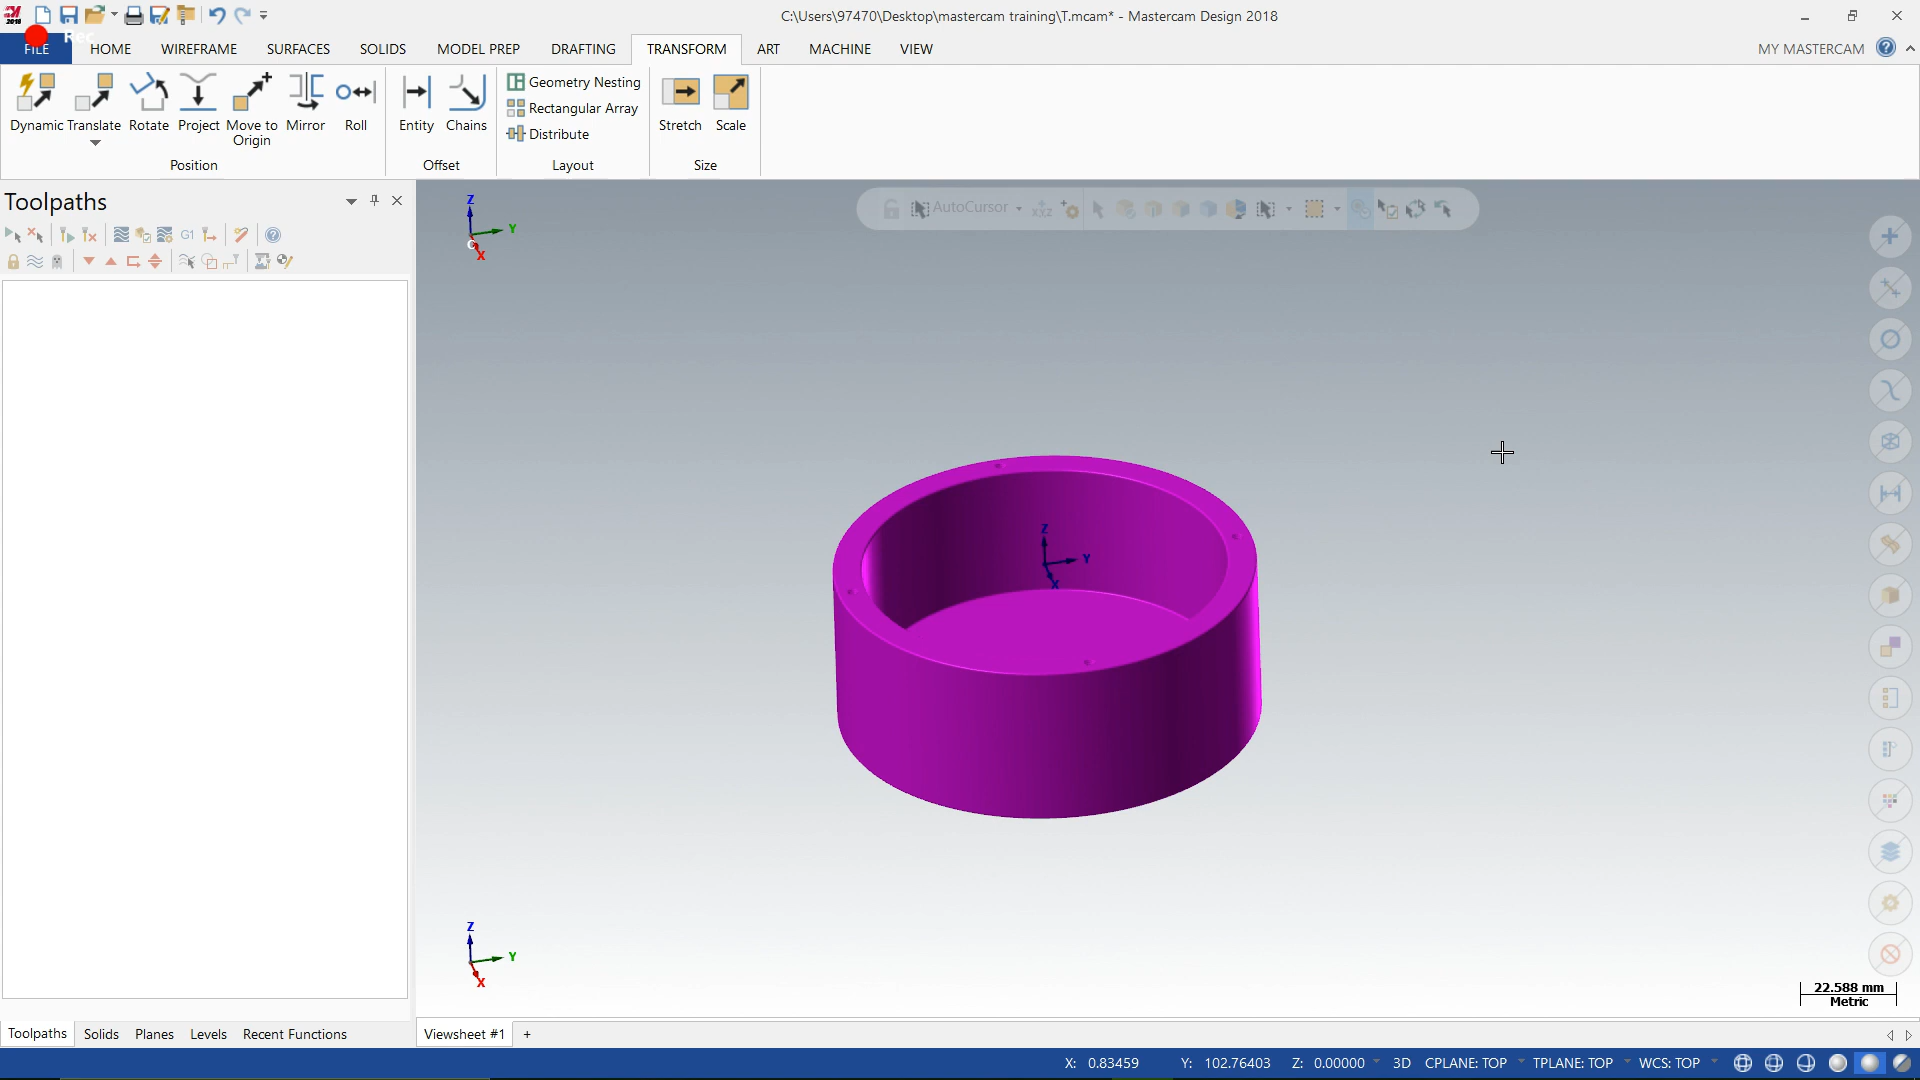 C:\Users\97470\Desktop\mastercam training\T.mcam* - Mastercam Design 2018
Rec
FILE HOME WIREFRAME SURFACES SOLIDS MODEL PREP DRAFTING TRANSFORM ART MACHINE VIEW MY MASTERCAM
Dynamic Translate Rotate Project Move to Origin Mirror Roll
Position
Entity Chains
Offset
Geometry Nesting
Rectangular Array
Distribute
Layout
Stretch Scale
Size
Toolpaths
G1
AutoCursor
XYZ
Z
Y
X
Z
Y
X
Z
Y
X
22.588 mm
Metric
Toolpaths Solids Planes Levels Recent Functions
Viewsheet #1 +
X: 0.83459 Y: 102.76403 Z: 0.00000 3D CPLANE: TOP TPLANE: TOP WCS: TOP